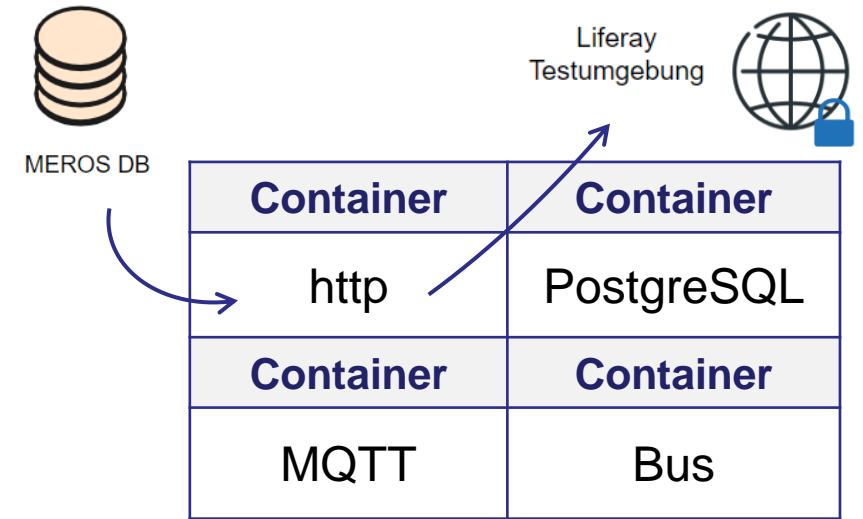 Liferay
Testumgebung
MEROS DB
Container Container
http PostgreSQL
Container Container
MQTT Bus